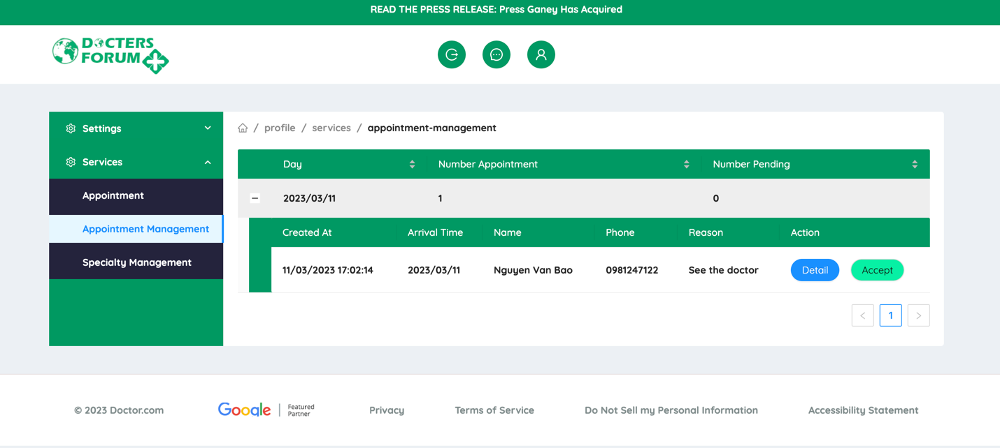 READ THE PRESS RELEASE: Press Ganey Has Acquired
DOCTERS
FORUM
Settings
Services
Appointment
Appointment Management
Specialty Management
/ profile / services / appointment-management
Day Number Appointment Number Pending
2023/03/11 1 0
Created At Arrival Time Name Phone Reason Action
11/03/2023 17:02:14 2023/03/11 Nguyen Van Bao 0981247122 See the doctor Detail Accept
< 1 >
© 2023 Doctor.com Google | Featured Partner Privacy Terms of Service Do Not Sell my Personal Information Accessibility Statement